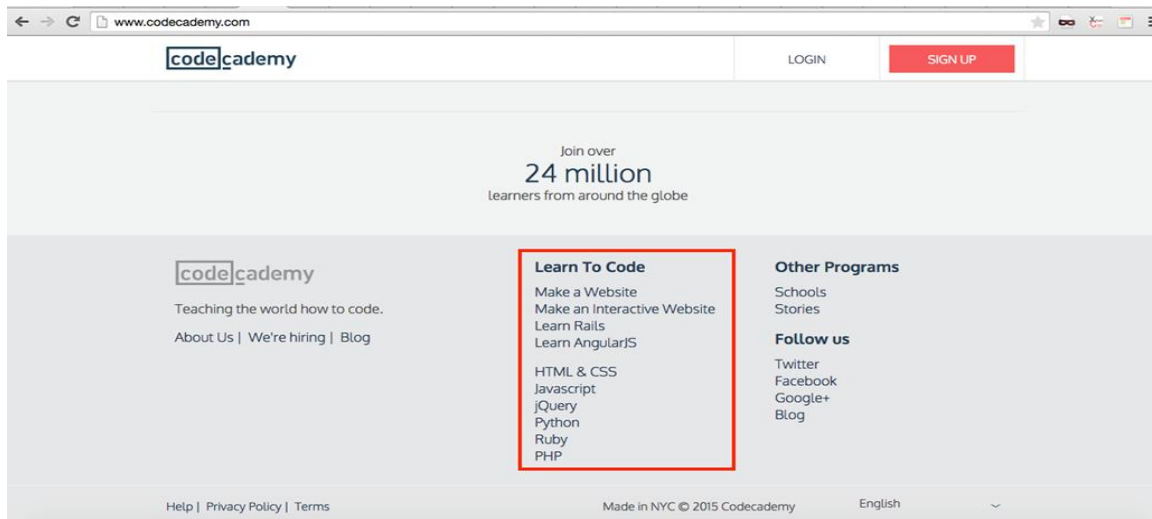 www.codecademy.com
codecademy
LOGIN
SIGN UP
Join over
24 million
learners from around the globe
codecademy
Teaching the world how to code.
About Us | We're hiring | Blog
Learn To Code
Make a Website
Make an Interactive Website
Learn Rails
Learn AngularJS
HTML & CSS
Javascript
jQuery
Python
Ruby
PHP
Other Programs
Schools
Stories
Follow us
Twitter
Facebook
Google+
Blog
Help | Privacy Policy | Terms
Made in NYC © 2015 Codecademy
English